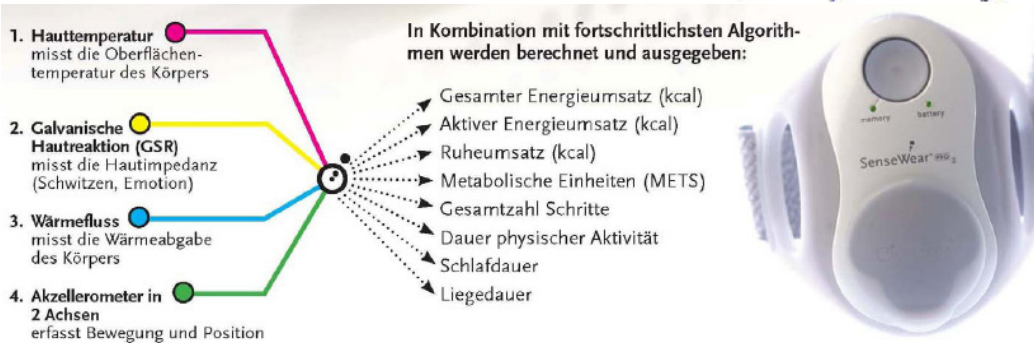 1. Hauttemperatur
misst die Oberflächen-
temperatur des Körpers
2. Galvanische
Hautreaktion (GSR)
misst die Hautimpedanz
(Schwitzen, Emotion)
3. Wärmefluss
misst die Wärmeabgabe
des Körpers
4. Akzellerometer in
2 Achsen
erfasst Bewegung und Position
In Kombination mit fortschrittlichsten Algorith-
men werden berechnet und ausgegeben:
Gesamter Energieumsatz (kcal)
Aktiver Energieumsatz (kcal)
Ruheumsatz (kcal)
Metabolische Einheiten (METS)
Gesamtzahl Schritte
Dauer physischer Aktivität
Schlafdauer
Liegedauer
memory battery
SenseWear PRO 2